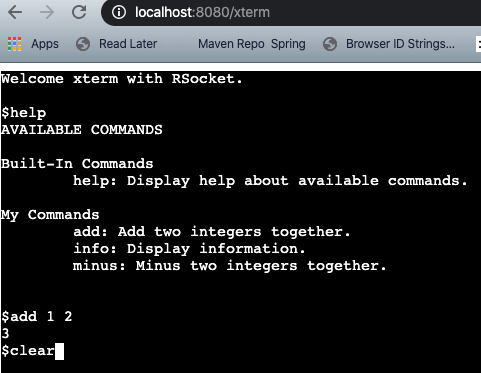 localhost:8080/xterm
Apps Read Later Maven Repo Spring Browser ID Strings...
Welcome xterm with RSocket.
$help
AVAILABLE COMMANDS
Built-In Commands
help: Display help about available commands.
My Commands
add: Add two integers together.
info: Display information.
minus: Minus two integers together.
$add 1 2
3
$clear